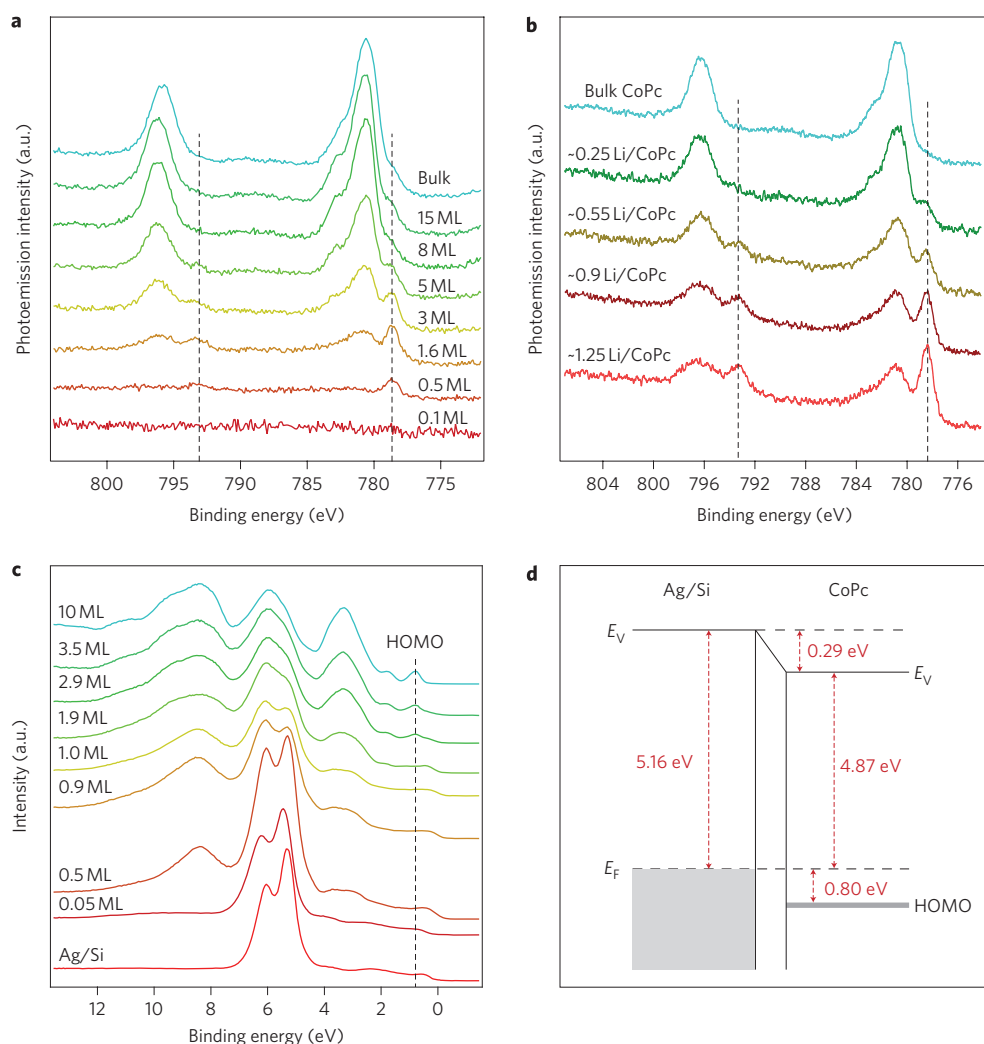 a
Photoemission intensity (a.u.)
Bulk
15 ML
8 ML
5 ML
3 ML
1.6 ML
0.5 ML
0.1 ML
800 795 790 785 780 775
Binding energy (eV)
b
Photoemission intensity (a.u.)
Bulk CoPc
~0.25 Li/CoPc
~0.55 Li/CoPc
~0.9 Li/CoPc
~1.25 Li/CoPc
804 800 796 792 788 784 780 776
Binding energy (eV)
c
Intensity (a.u.)
10 ML
HOMO
3.5 ML
2.9 ML
1.9 ML
1.0 ML
0.9 ML
0.5 ML
0.05 ML
Ag/Si
12 10 8 6 4 2 0
Binding energy (eV)
d
Ag/Si CoPc
EV
0.29 eV
EV
5.16 eV 4.87 eV
EF
0.80 eV
HOMO